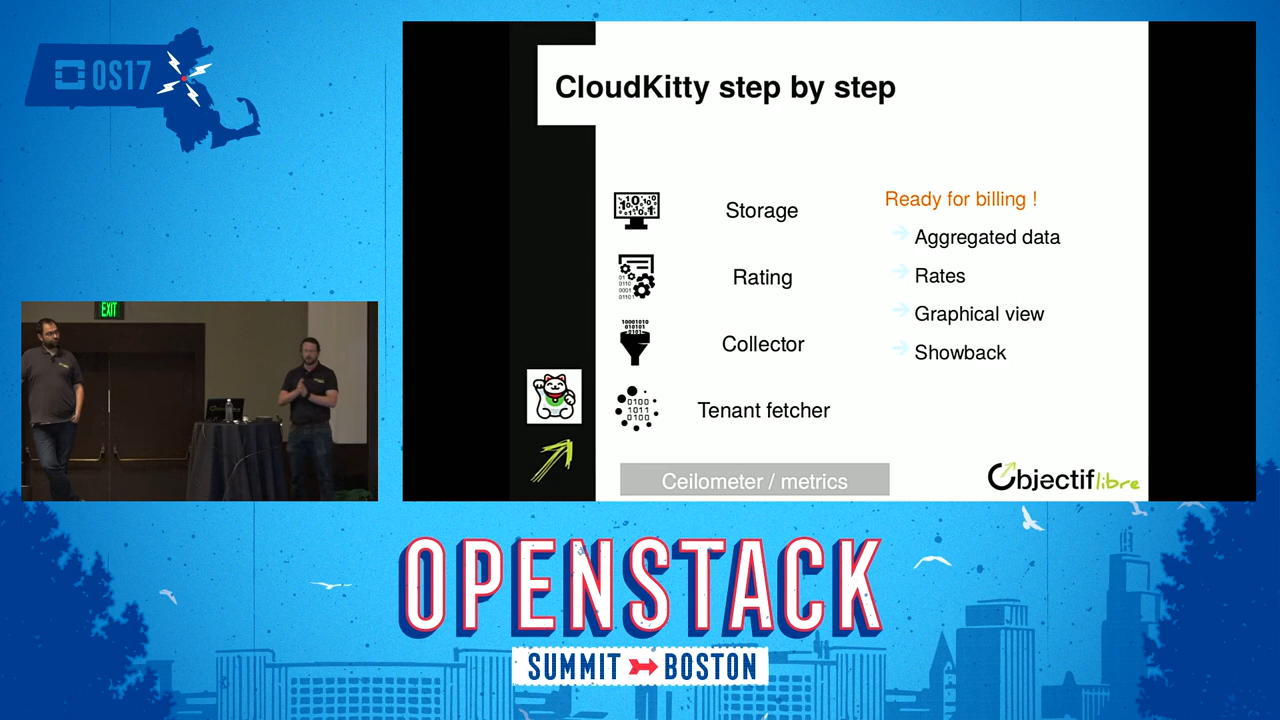 OS17
CloudKitty step by step
Storage
Rating
Collector
Tenant fetcher
Ready for billing !
Aggregated data
Rates
Graphical view
Showback
Ceilometer / metrics
Objectif libre
EXIT
OPENSTACK
SUMMIT BOSTON